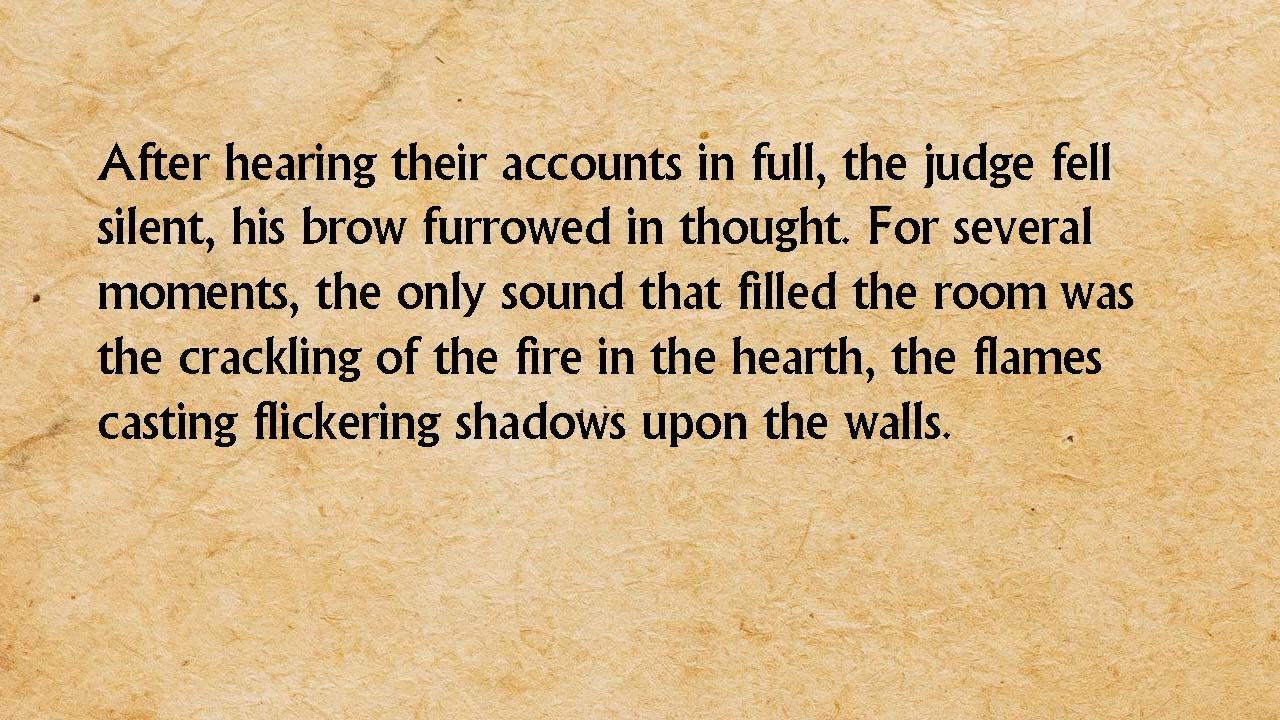 After hearing their accounts in full, the judge fell
silent, his brow furrowed in thought. For several
moments, the only sound that filled the room was
the crackling of the fire in the hearth, the flames
casting flickering shadows upon the walls.